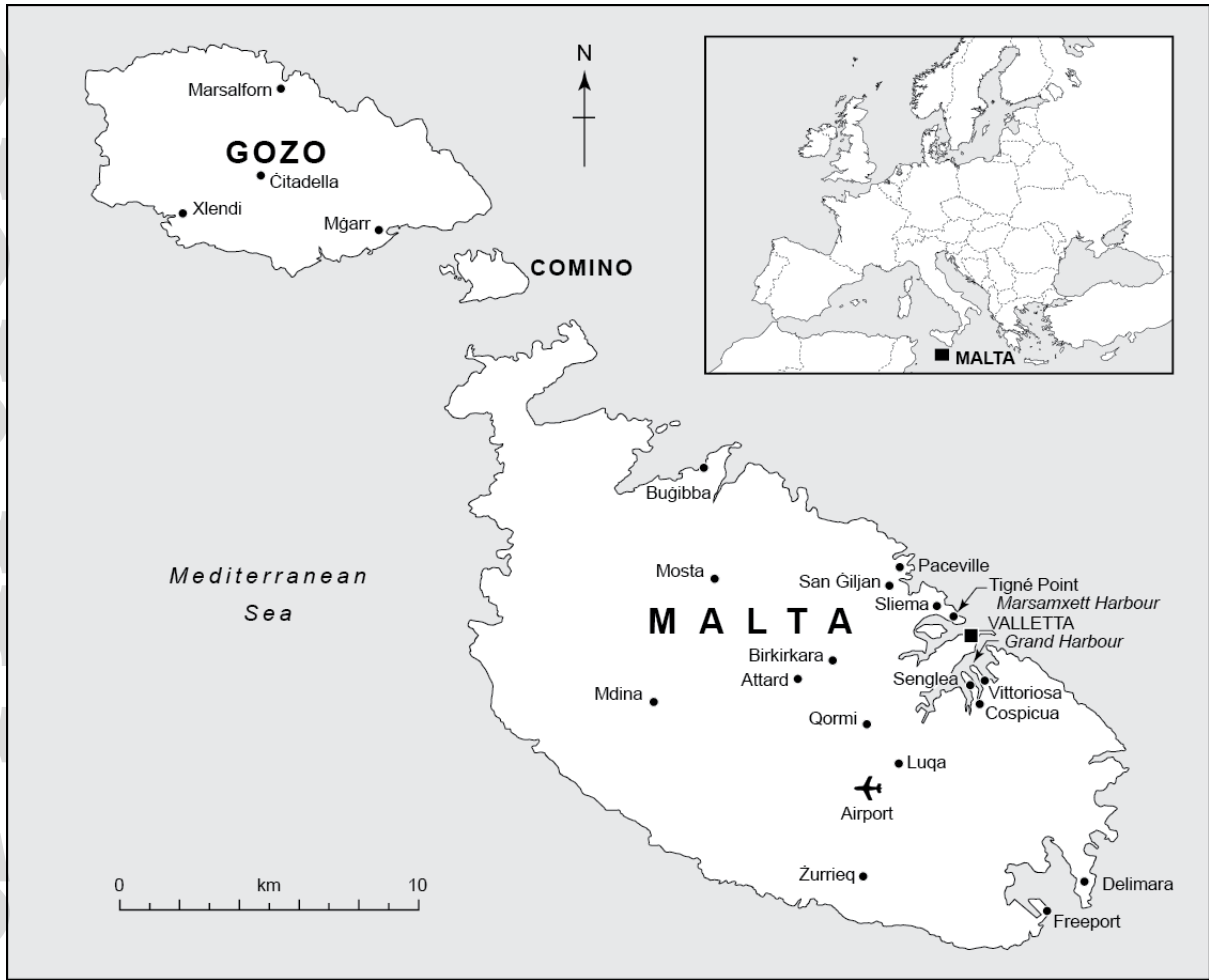 N
Marsalforn
GOZO
Ċitadella
Xlendi
Mġarr
COMINO
MALTA
Buġibba
Mediterranean
Sea
Mosta
Paceville
San Ġiljan
Tigné Point
Sliema
Marsamxett Harbour
MALTA
VALLETTA
Grand Harbour
Birkirkara
Attard
Senglea
Vittoriosa
Mdina
Cospicua
Qormi
Luqa
Airport
Żurrieq
0 km 10
Delimara
Freeport